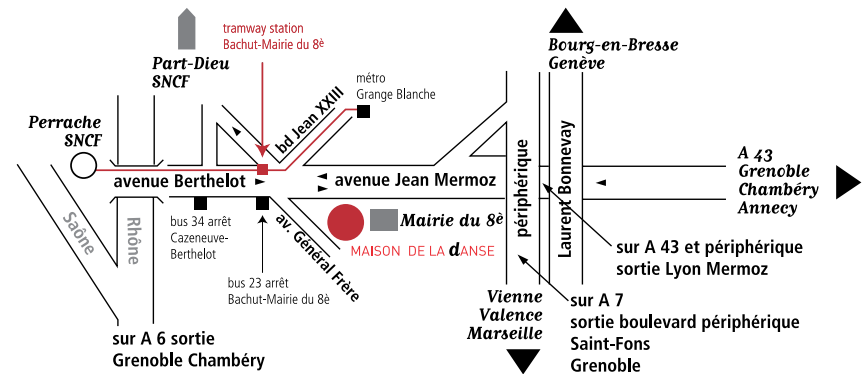 tramway station
Bachut-Mairie du 8è
Part-Dieu
SNCF
Bourg-en-Bresse
Genève
métro
Grange Blanche
bd Jean XXIII
Perrache
SNCF
avenue Berthelot
avenue Jean Mermoz
périphérique
Laurent Bonnevay
A 43
Grenoble
Chambéry
Annecy
Saône
Rhône
bus 34 arrêt
Cazeneuve-
Berthelot
av. Général Frère
Mairie du 8è
MAISON DE LA dANSE
bus 23 arrêt
Bachut-Mairie du 8è
sur A 43 et périphérique
sortie Lyon Mermoz
Vienne
Valence
Marseille
sur A 7
sortie boulevard périphérique
Saint-Fons
Grenoble
sur A 6 sortie
Grenoble Chambéry